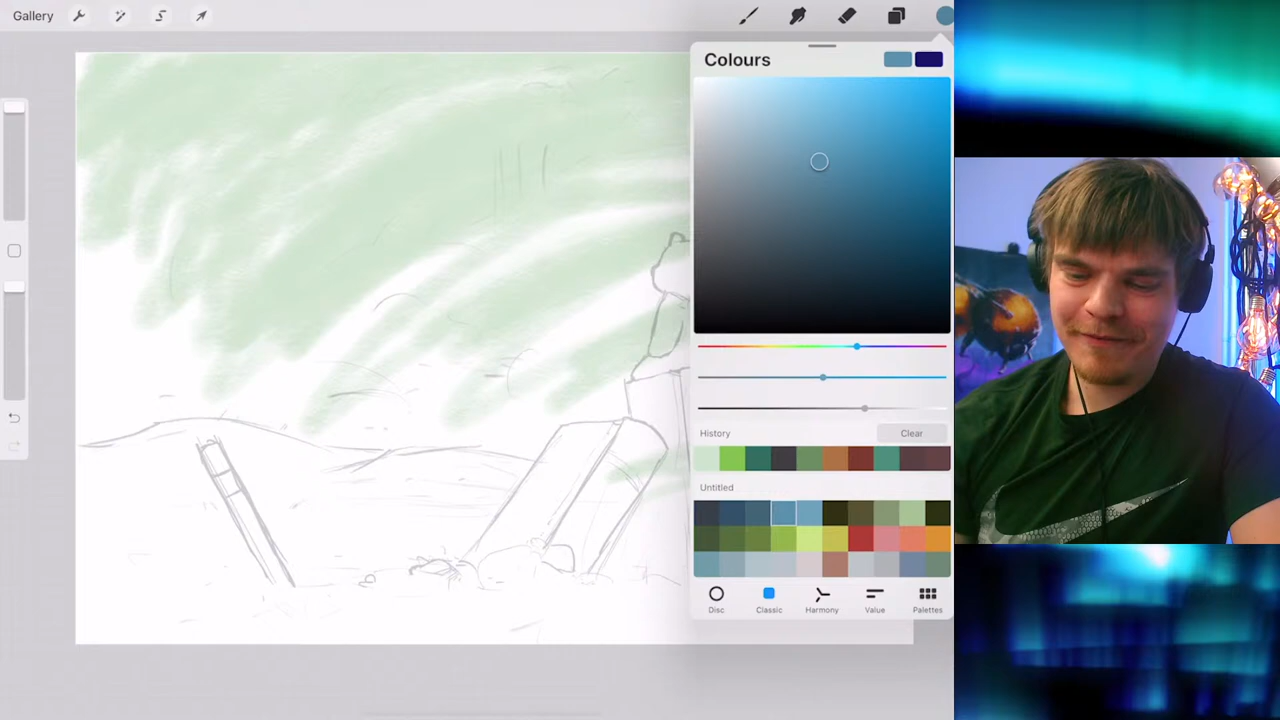 Gallery
Colours
History
Clear
Untitled
Disc
Classic
Harmony
Value
Palettes